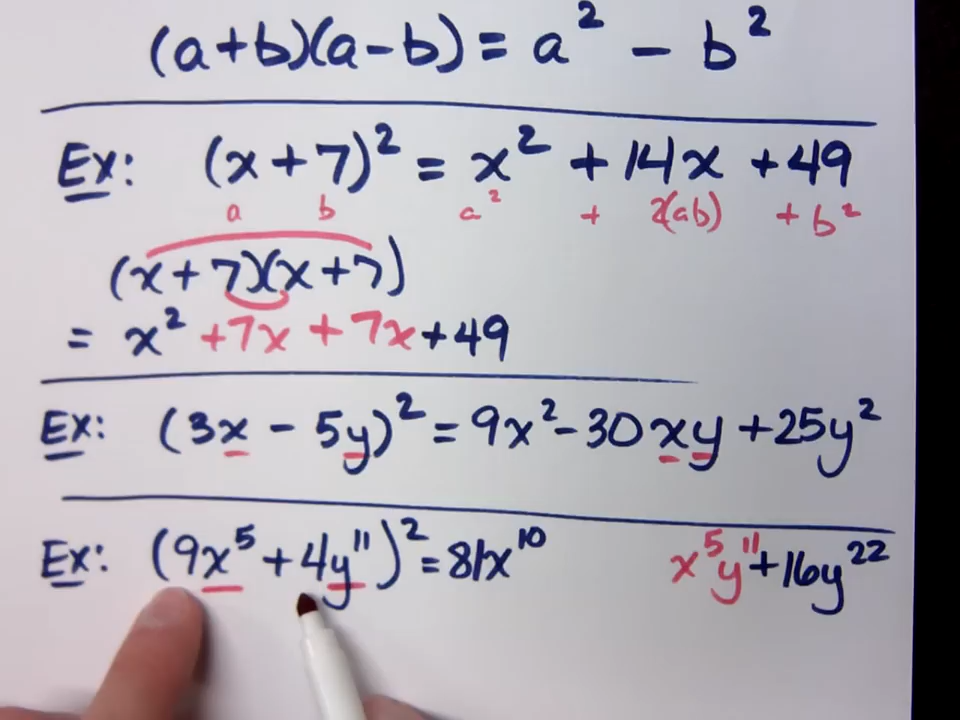 (a+b)(a-b) = a² - b²
Ex: (x+7)² = x² + 14x + 49
a b a² + 2(ab) + b²
(x+7)(x+7)
= x² +7x + 7x + 49
Ex: (3x - 5y)² = 9x² - 30xy + 25y²
Ex: (9x⁵ + 4y¹¹)² = 81x¹⁰ x⁵y¹¹ + 16y²²